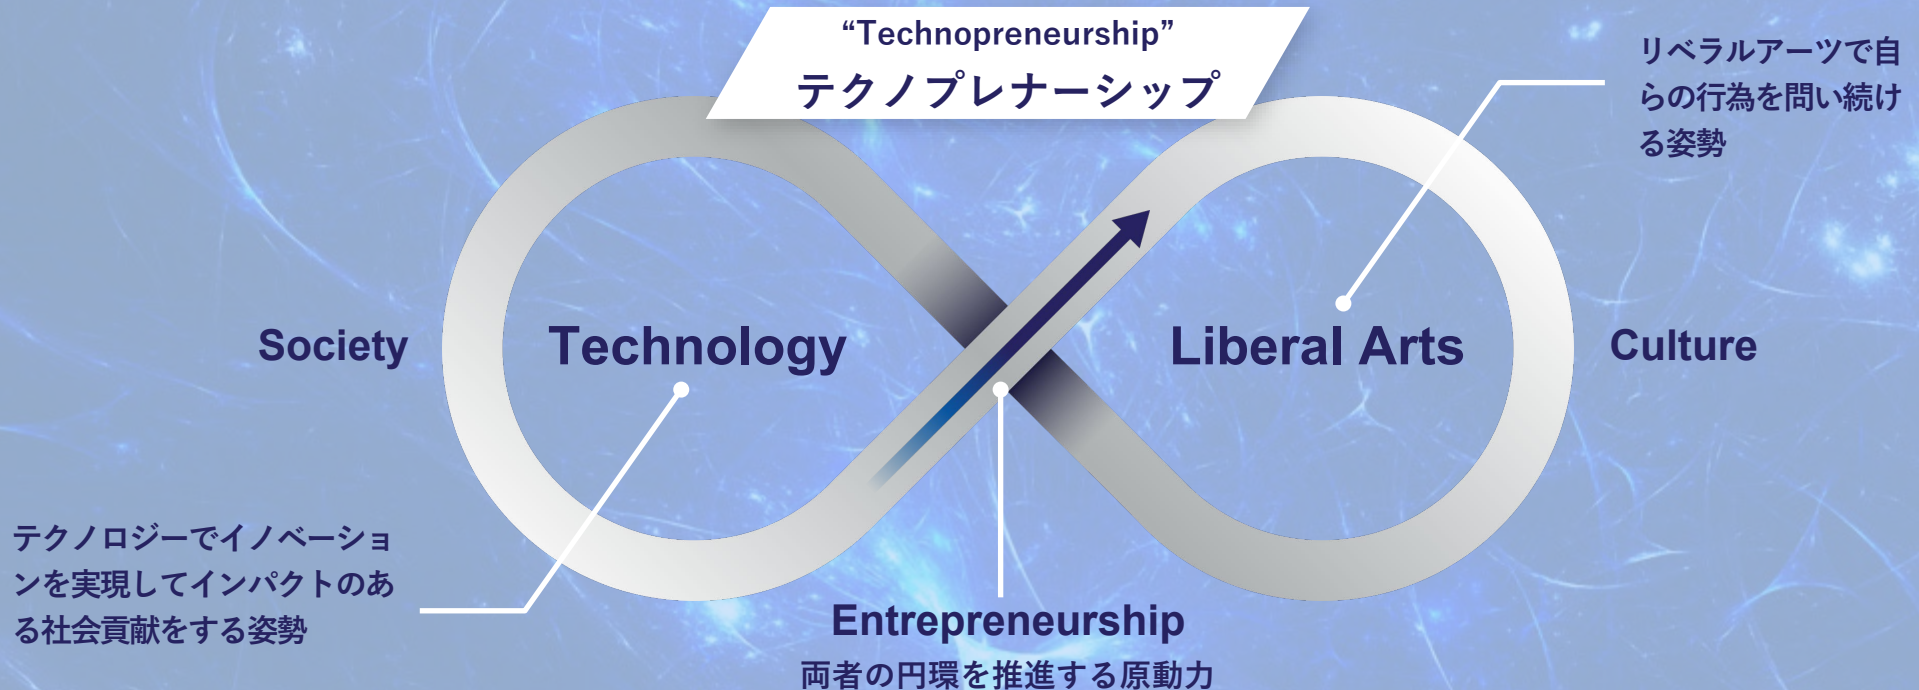 “Technopreneurship”
テクノプレナーシップ
リベラルアーツで自
らの行為を問い続け
る姿勢
Society
Technology
Liberal Arts
Culture
テクノロジーでイノベーショ
ンを実現してインパクトのあ
る社会貢献をする姿勢
Entrepreneurship
両者の円環を推進する原動力